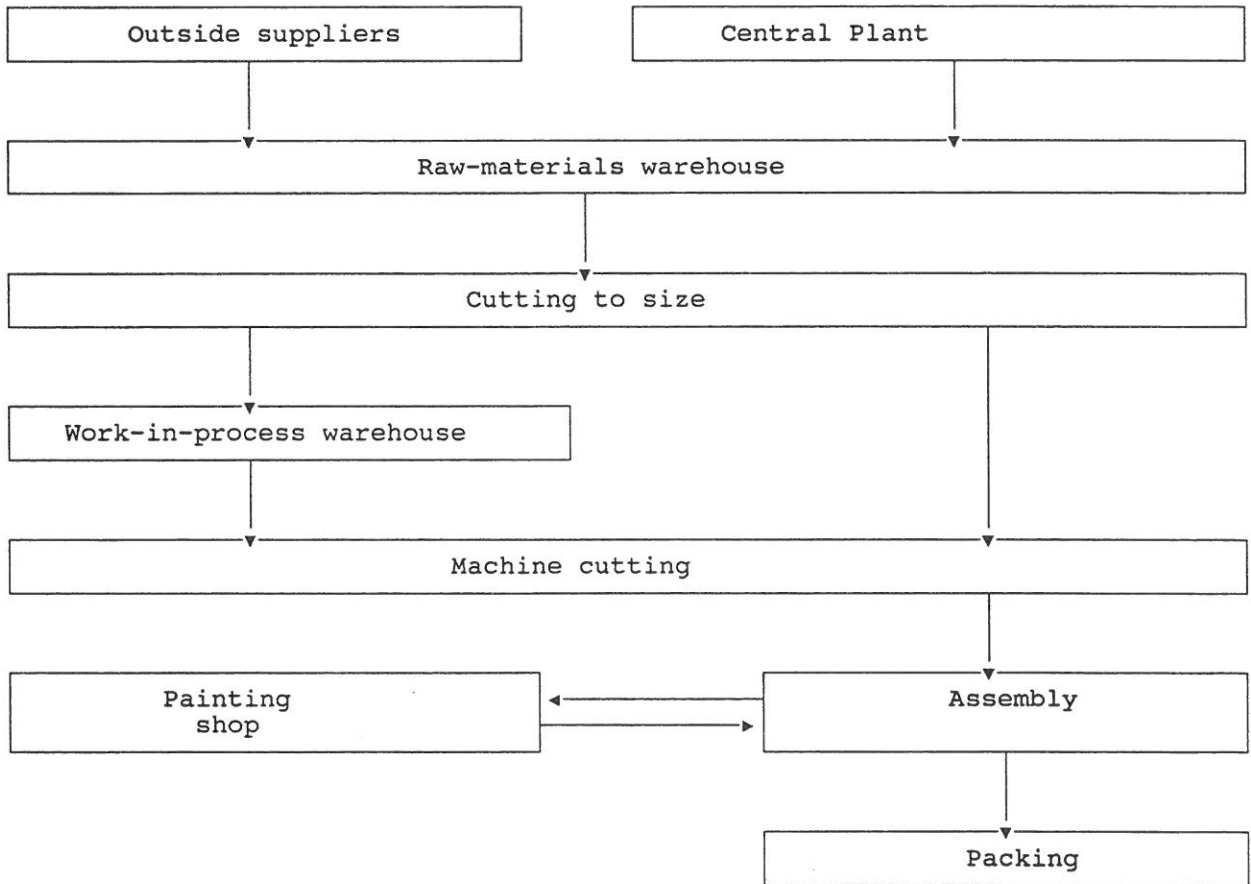 Outside suppliers
Central Plant
Raw-materials warehouse
Cutting to size
Work-in-process warehouse
Machine cutting
Painting
shop
Assembly
Packing